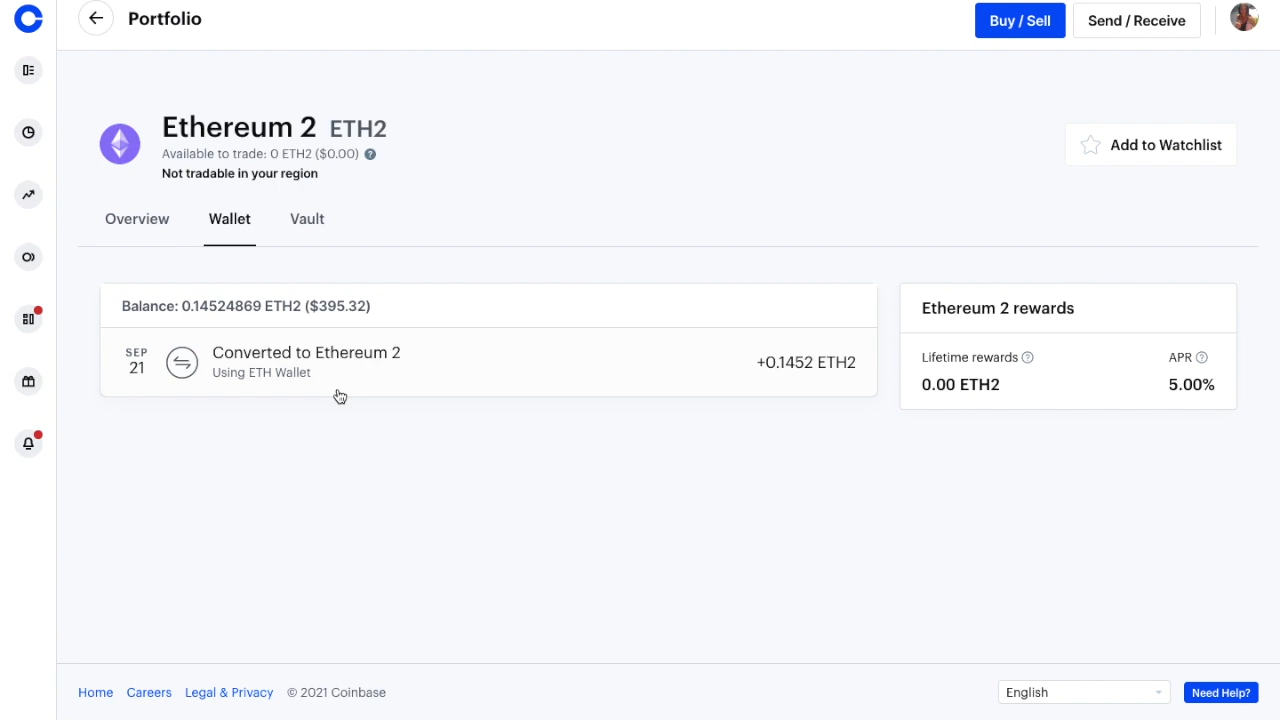 Portfolio
Buy / Sell
Send / Receive
Ethereum 2 ETH2
Available to trade: 0 ETH2 ($0.00)
Not tradable in your region
Add to Watchlist
Overview
Wallet
Vault
Balance: 0.14524869 ETH2 ($395.32)
SEP
21
Converted to Ethereum 2
Using ETH Wallet
+0.1452 ETH2
Ethereum 2 rewards
Lifetime rewards
APR
0.00 ETH2
5.00%
Home
Careers
Legal & Privacy
© 2021 Coinbase
English
Need Help?